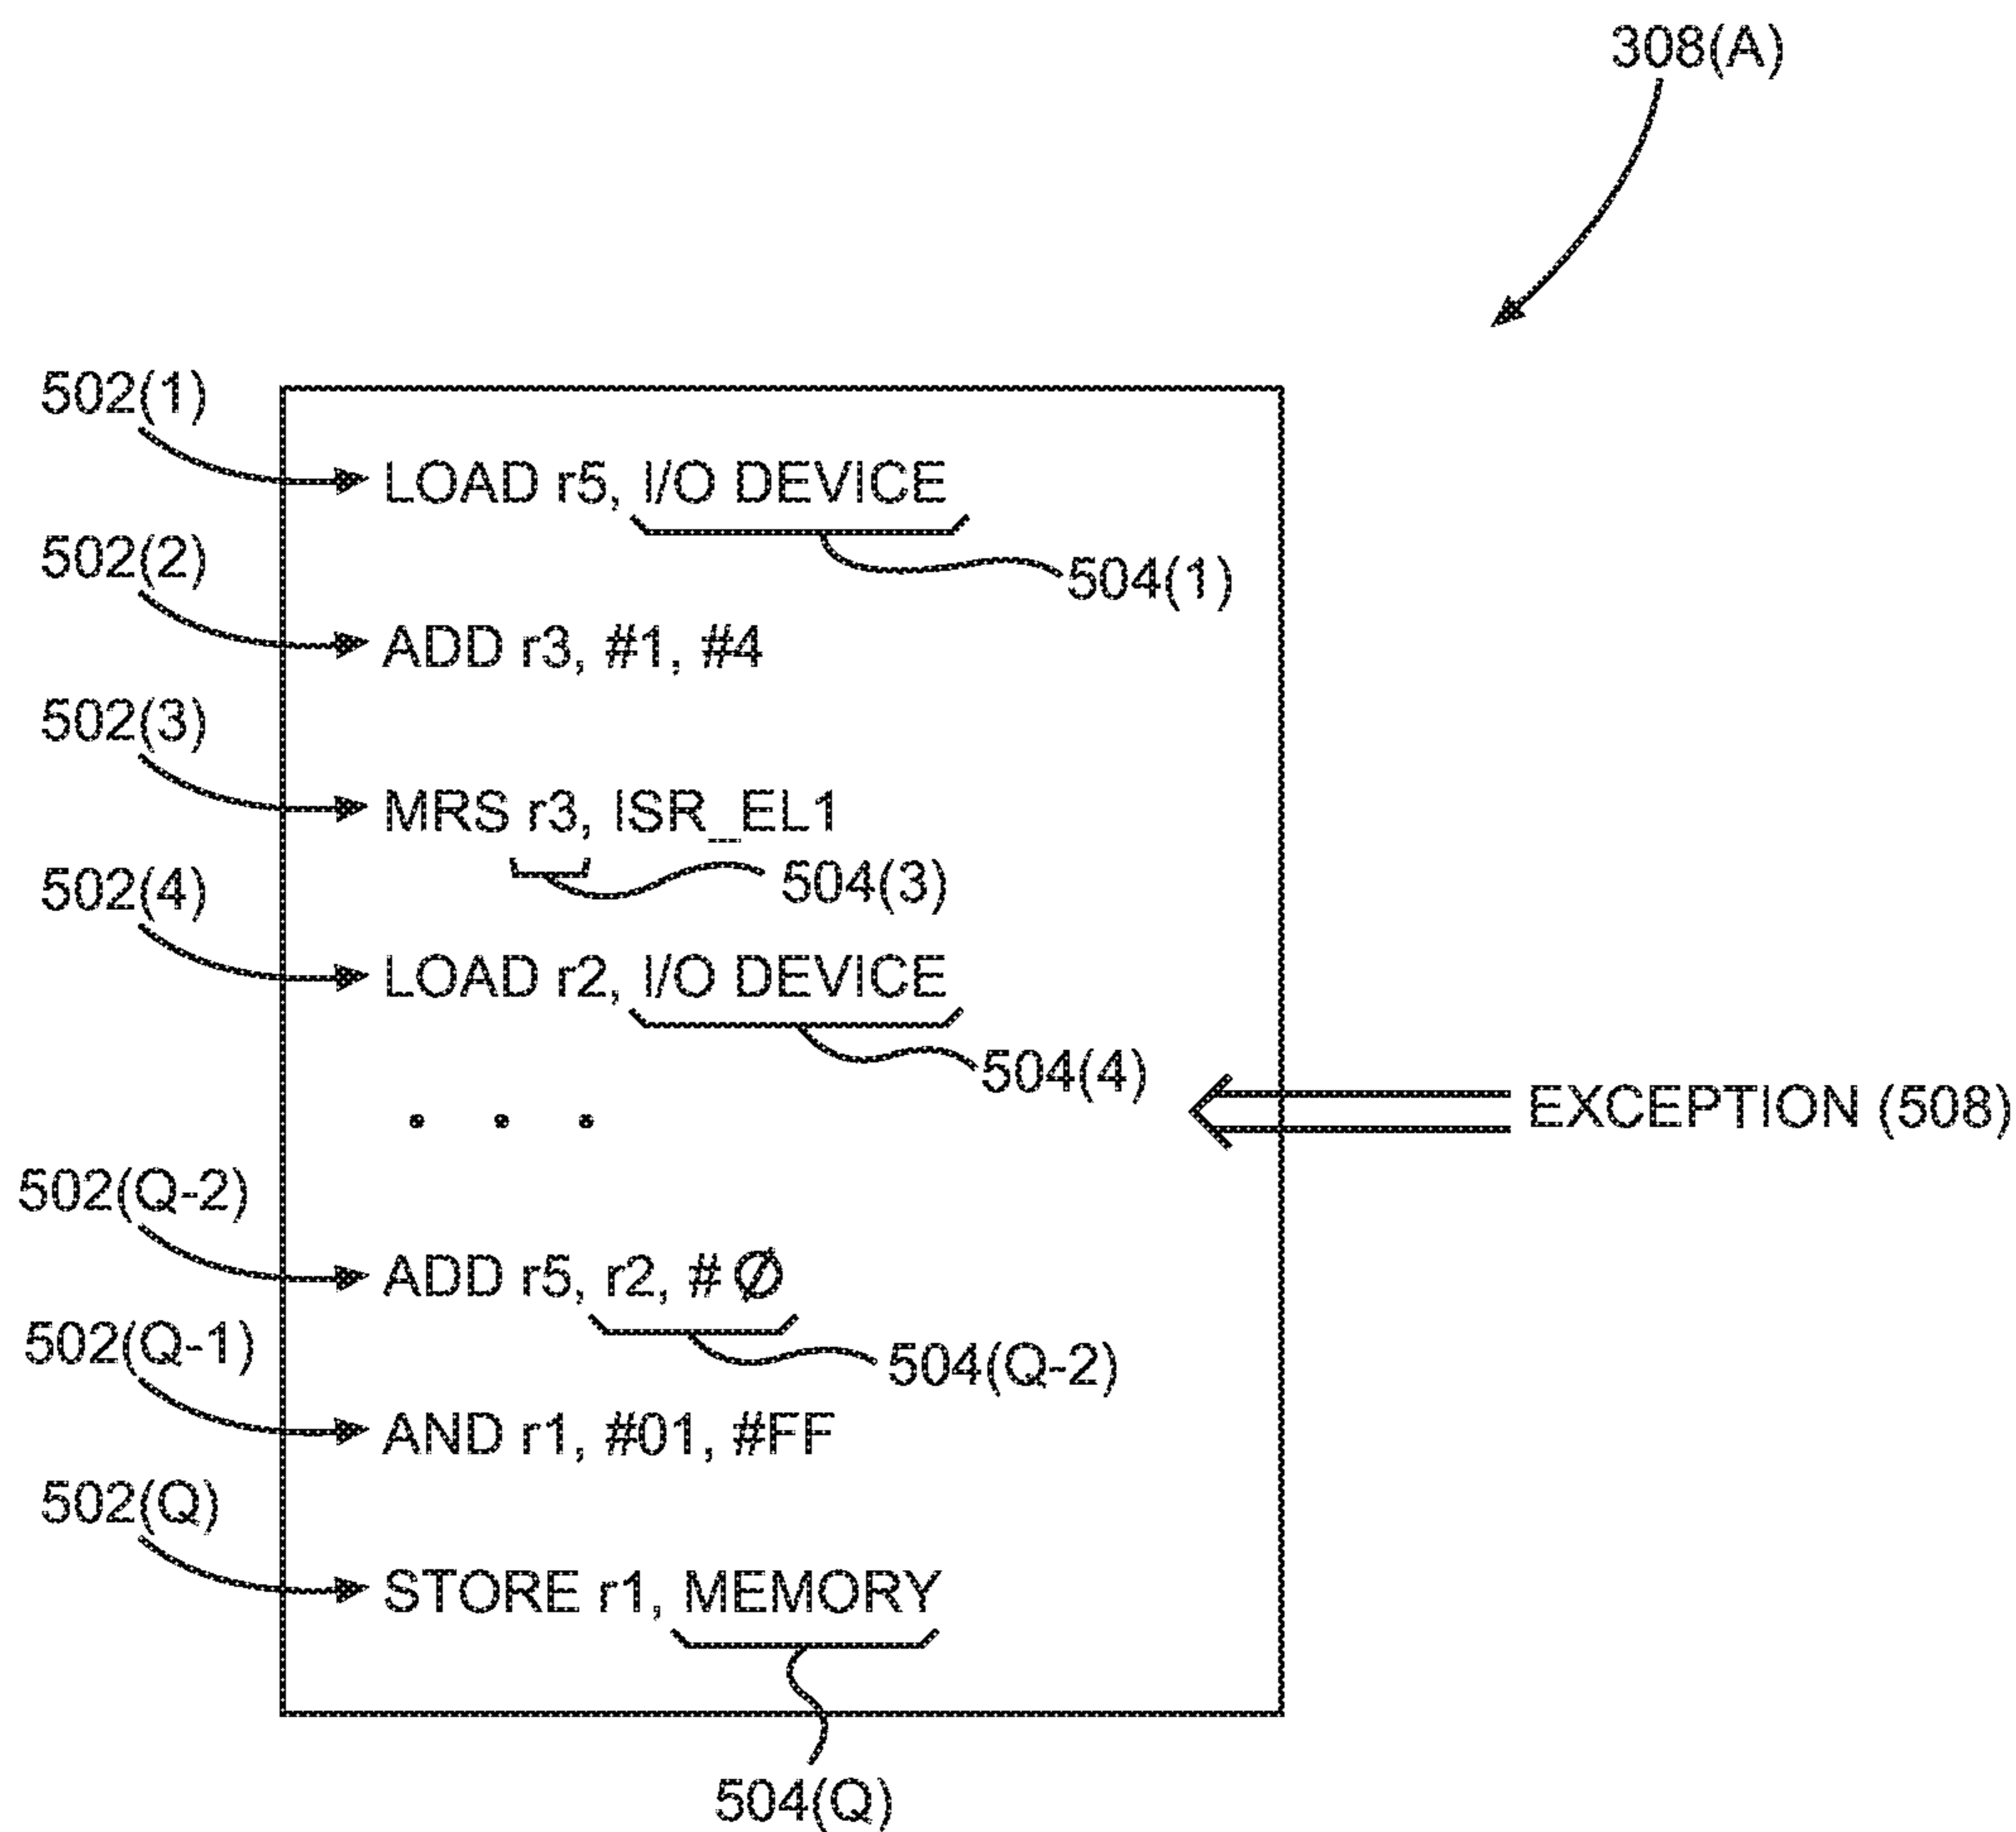 308(A)
502(1)
LOAD r5, I/O DEVICE
504(1)
502(2)
ADD r3, #1, #4
502(3)
MRS r3, ISR_EL1
504(3)
502(4)
LOAD r2, I/O DEVICE
504(4)
. . .
EXCEPTION (508)
502(Q-2)
ADD r5, r2, #Ø
504(Q-2)
502(Q-1)
AND r1, #01, #FF
502(Q)
STORE r1, MEMORY
504(Q)